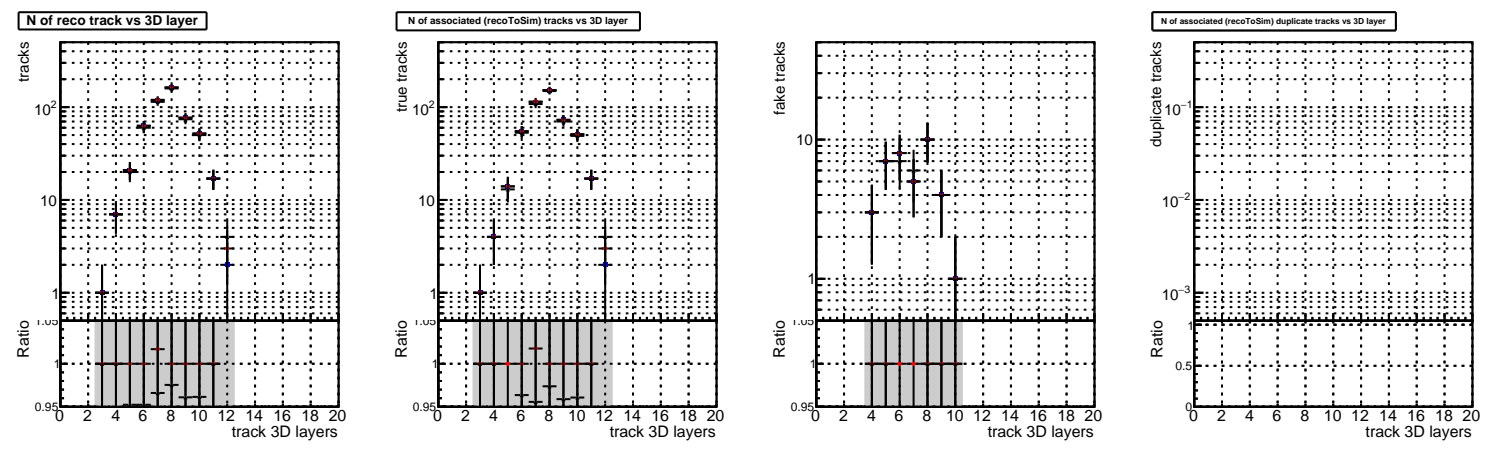 N of reco track vs 3D layer
tracks
10²
10
1
Ratio
1.05
1
0.95
0 2 4 6 8 10 12 14 16 18 20
track 3D layers
N of associated (recoToSim) tracks vs 3D layer
true tracks
10²
10
1
Ratio
1.05
1
0.95
0 2 4 6 8 10 12 14 16 18 20
track 3D layers
fake tracks
10
1
Ratio
1.05
1
0.95
0 2 4 6 8 10 12 14 16 18 20
track 3D layers
N of associated (recoToSim) duplicate tracks vs 3D layer
duplicate tracks
10⁻¹
10⁻²
10⁻³
Ratio
1
0.5
0
0 2 4 6 8 10 12 14 16 18 20
track 3D layers